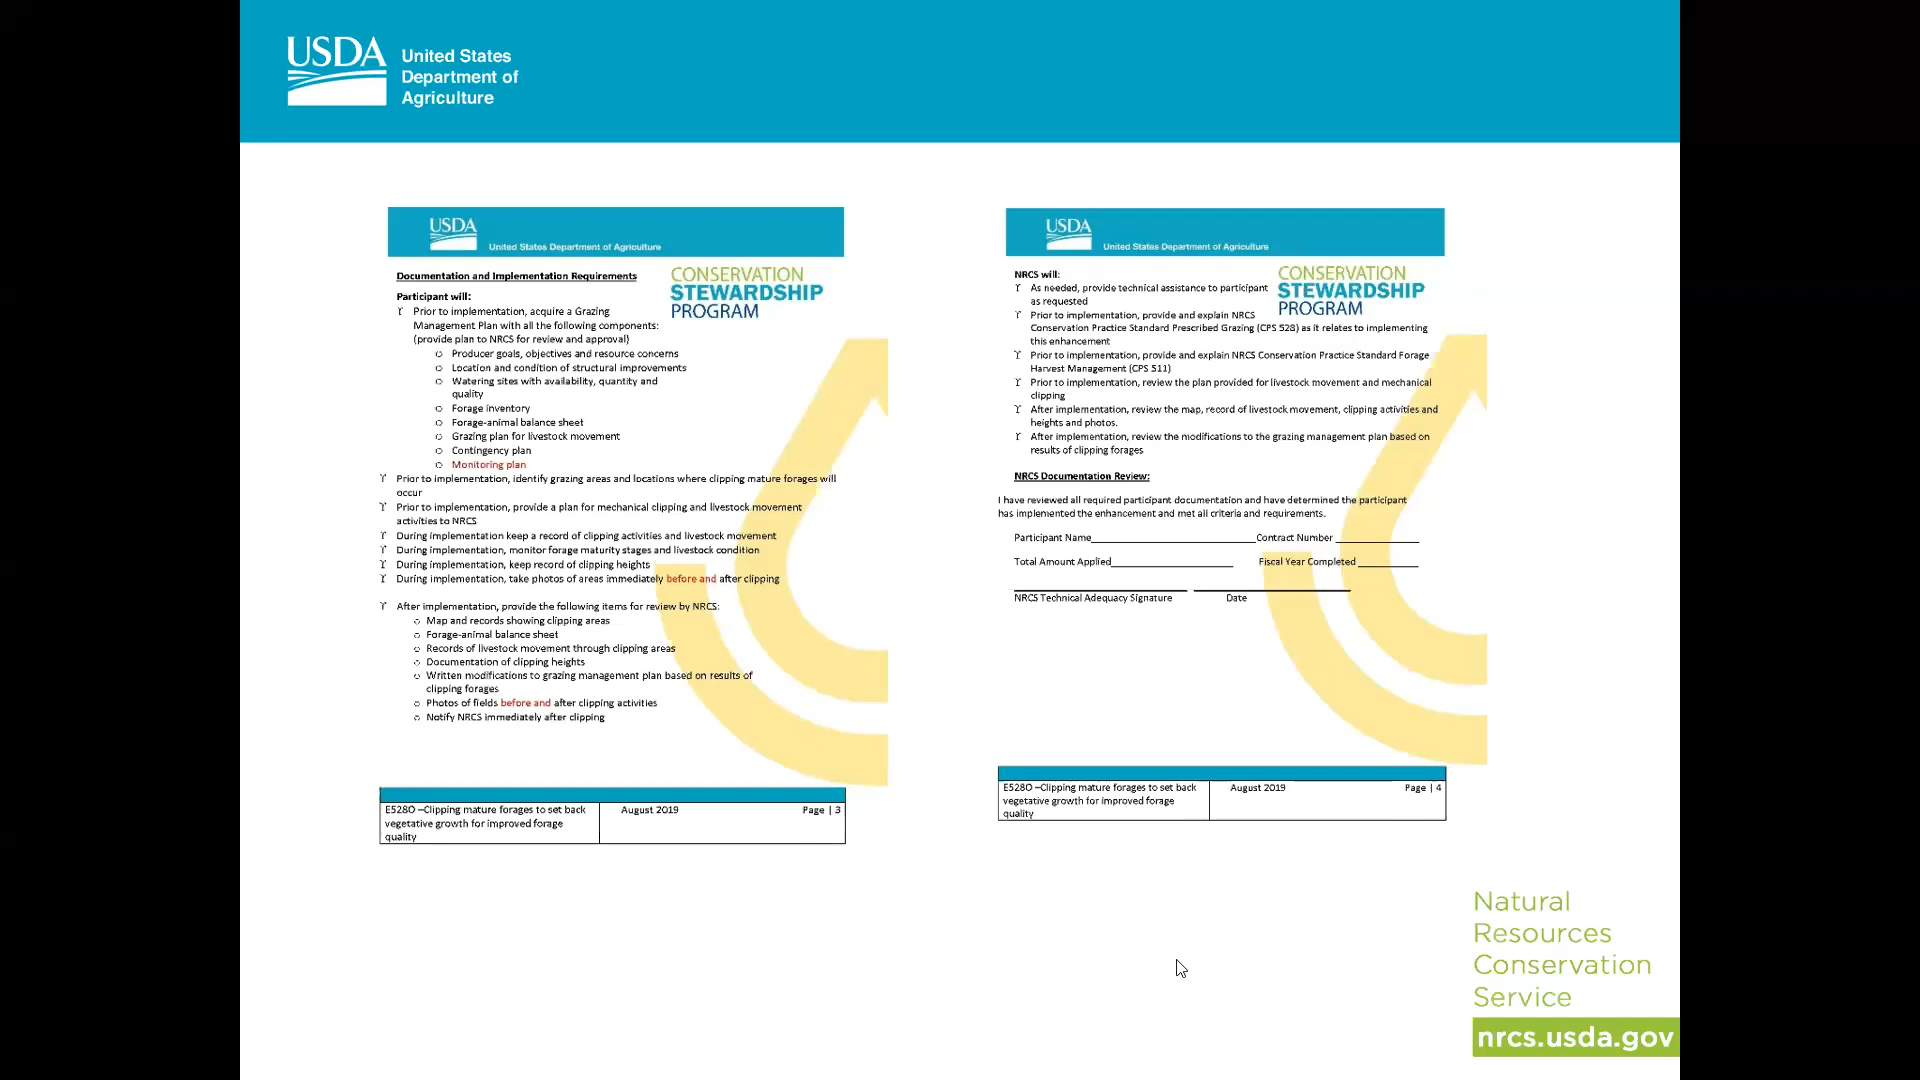 USDA
United States
Department of
Agriculture
USDA
United States Department of Agriculture
Documentation and Implementation Requirements
CONSERVATION
STEWARDSHIP
PROGRAM
Participant will:
Prior to implementation, acquire a Grazing
Management Plan with all the following components:
(provide plan to NRCS for review and approval)
Producer goals, objectives and resource concerns
Location and condition of structural improvements
Watering sites with availability, quantity and
quality
Forage inventory
Forage-animal balance sheet
Grazing plan for livestock movement
Contingency plan
Monitoring plan
Prior to implementation, identify grazing areas and locations where clipping mature forages will
occur
Prior to implementation, provide a plan for mechanical clipping and livestock movement
activities to NRCS
During implementation keep a record of clipping activities and livestock movement
During implementation, monitor forage maturity stages and livestock condition
During implementation, keep record of clipping heights
During implementation, take photos of areas immediately before and after clipping
After implementation, provide the following items for review by NRCS:
Map and records showing clipping areas
Forage-animal balance sheet
Records of livestock movement through clipping areas
Documentation of clipping heights
Written modifications to grazing management plan based on results of
clipping forages
Photos of fields before and after clipping activities
Notify NRCS immediately after clipping
E528O –Clipping mature forages to set back
vegetative growth for improved forage
quality
August 2019
Page | 3
USDA
United States Department of Agriculture
NRCS will:
CONSERVATION
STEWARDSHIP
PROGRAM
As needed, provide technical assistance to participant
as requested
Prior to implementation, provide and explain NRCS
Conservation Practice Standard Prescribed Grazing (CPS 528) as it relates to implementing
this enhancement
Prior to implementation, provide and explain NRCS Conservation Practice Standard Forage
Harvest Management (CPS 511)
Prior to implementation, review the plan provided for livestock movement and mechanical
clipping
After implementation, review the map, record of livestock movement, clipping activities and
heights and photos.
After implementation, review the modifications to the grazing management plan based on
results of clipping forages
NRCS Documentation Review:
I have reviewed all required participant documentation and have determined the participant
has implemented the enhancement and met all criteria and requirements.
Participant Name Contract Number
Total Amount Applied Fiscal Year Completed
NRCS Technical Adequacy Signature Date
E528O –Clipping mature forages to set back
vegetative growth for improved forage
quality
August 2019
Page | 4
Natural
Resources
Conservation
Service
nrcs.usda.gov